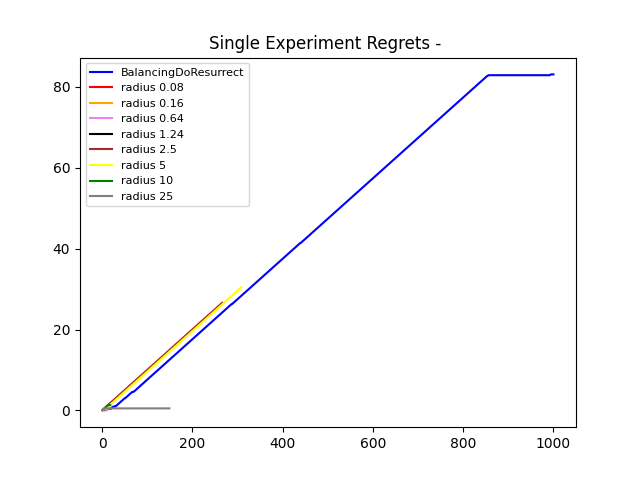 Single Experiment Regrets -
BalancingDoResurrect
radius 0.08
radius 0.16
radius 0.64
radius 1.24
radius 2.5
radius 5
radius 10
radius 25
80
60
40
20
0
0 200 400 600 800 1000